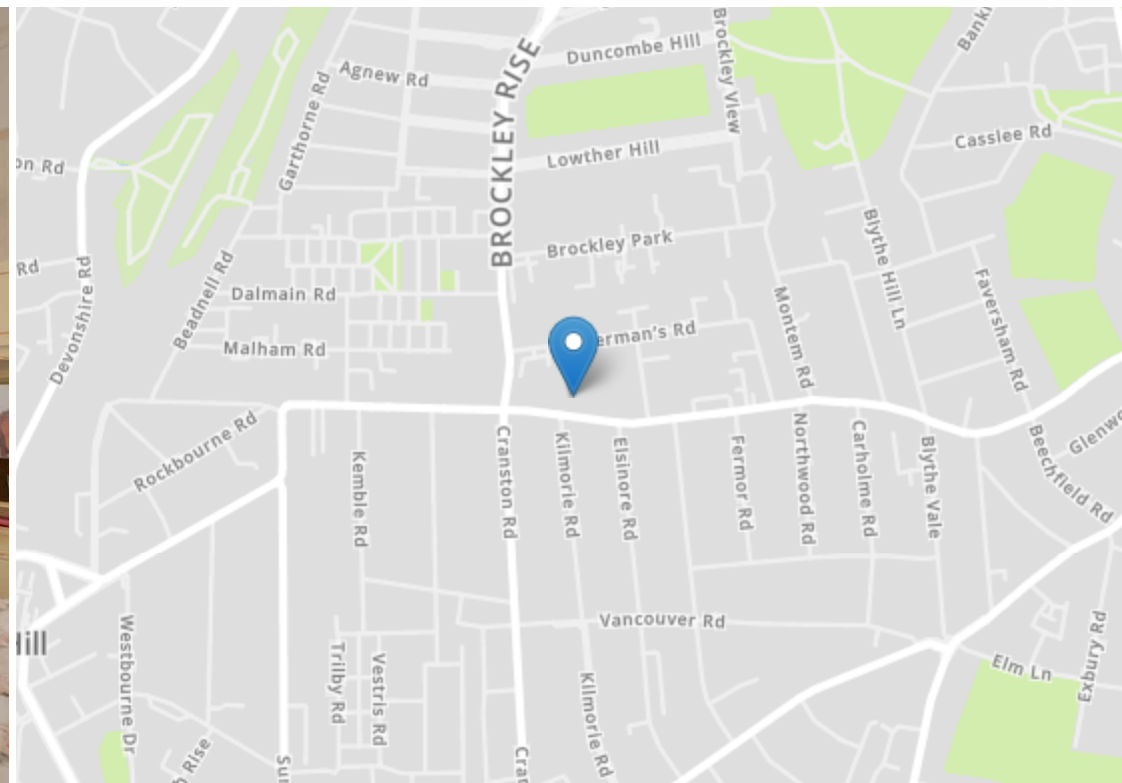 Duncombe Hill
Agnew Rd
BROCKLEY RISE
Brockley View
Garthorne Rd
Casslee Rd
Rd
Lowther Hill
Brockley Park
Blythe Hill Ln
Rd
Devonshire Rd
Beadnell Rd
Dalmain Rd
Montem Rd
Faversham Rd
Malham Rd
erman's Rd
Rockbourne Rd
Kemble Rd
Cranston Rd
Kilmorie Rd
Elsinore Rd
Fermor Rd
Northwood Rd
Carholme Rd
Blythe Vale
Beechfield Rd
Glenwo
Vancouver Rd
Westbourne Dr
Trilby Rd
Vestris Rd
Kilmorie Rd
Elm Ln
Exbury Rd
Rise
Cran